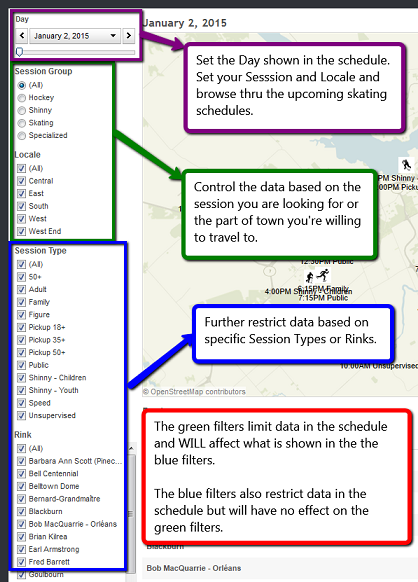 Day
January 2, 2015
January 2, 2015
Set the Day shown in the schedule.
Set your Sesssion and Locale and
browse thru the upcoming skating
schedules.
Session Group
(All)
Hockey
Shinny
Skating
Specialized
Locale
(All)
Central
East
South
West
West End
Control the data based on the
session you are looking for or
the part of town you're willing
to travel to.
Session Type
(All)
50+
Adult
Family
Figure
Pickup 18+
Pickup 35+
Pickup 50+
Public
Shinny - Children
Shinny - Youth
Speed
Unsupervised
Further restrict data based on
specific Session Types or Rinks.
PM Shinny -
00PM Pickup
12:30PM Public
6:15PM Family
4:00PM Shinny - Children
7:15PM Public
10:00AM Unsupervised
© OpenStreetMap contributors
Rink
(All)
Barbara Ann Scott (Pinec...
Bell Centennial
Belltown Dome
Bernard-Grandmaître
Blackburn
Bob MacQuarrie - Orléans
Brian Kilrea
Earl Armstrong
Fred Barrett
Goulbourn
The green filters limit data in the schedule
and WILL affect what is shown in the the
blue filters.
The blue filters also restrict data in the
schedule but will have no effect on the
green filters.
Blackburn
Bob MacQuarrie - Orléans